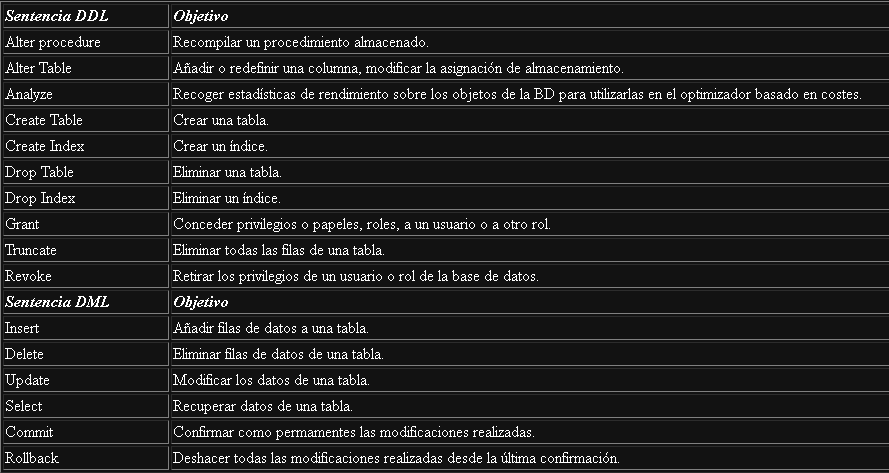 Sentencia DDL Objetivo
Alter procedure Recompilar un procedimiento almacenado.
Alter Table Añadir o redefinir una columna, modificar la asignación de almacenamiento.
Analyze Recoger estadísticas de rendimiento sobre los objetos de la BD para utilizarlas en el optimizador basado en costes.
Create Table Crear una tabla.
Create Index Crear un índice.
Drop Table Eliminar una tabla.
Drop Index Eliminar un índice.
Grant Conceder privilegios o papeles, roles, a un usuario o a otro rol.
Truncate Eliminar todas las filas de una tabla.
Revoke Retirar los privilegios de un usuario o rol de la base de datos.
Sentencia DML Objetivo
Insert Añadir filas de datos a una tabla.
Delete Eliminar filas de datos de una tabla.
Update Modificar los datos de una tabla.
Select Recuperar datos de una tabla.
Commit Confirmar como permamentes las modificaciones realizadas.
Rollback Deshacer todas las modificaciones realizadas desde la última confirmación.